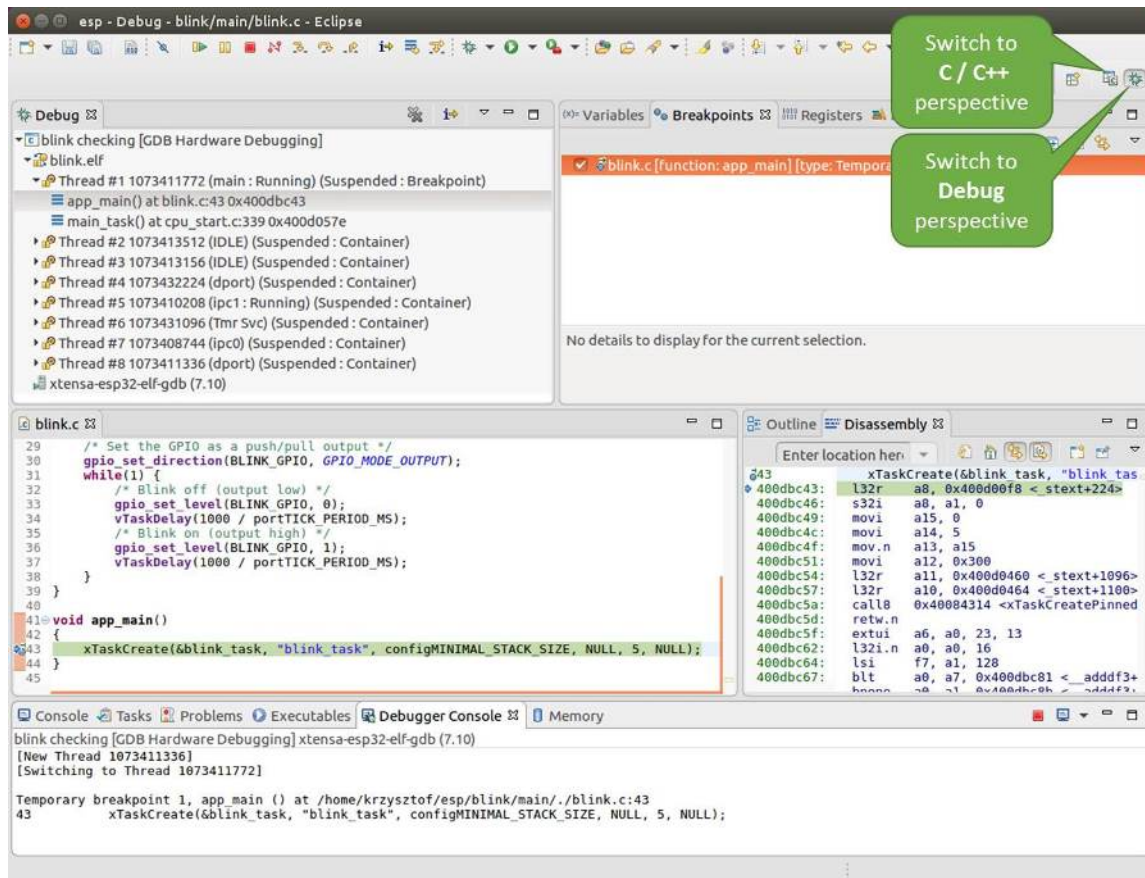 esp - Debug - blink/main/blink.c - Eclipse
Switch to
C / C++
perspective
Debug
blink checking [GDB Hardware Debugging]
blink.elf
Thread #1 1073411772 (main : Running) (Suspended : Breakpoint)
app_main() at blink.c:43 0x400dbc43
main_task() at cpu_start.c:339 0x400d057e
Thread #2 1073413512 (IDLE) (Suspended : Container)
Thread #3 1073413156 (IDLE) (Suspended : Container)
Thread #4 1073432224 (dport) (Suspended : Container)
Thread #5 1073410208 (ipc1 : Running) (Suspended : Container)
Thread #6 1073431096 (Tmr Svc) (Suspended : Container)
Thread #7 1073408744 (ipc0) (Suspended : Container)
Thread #8 1073411336 (dport) (Suspended : Container)
xtensa-esp32-elf-gdb (7.10)
(x)= Variables Breakpoints Registers
blink.c [function: app_main] [type: Tempora
Switch to
Debug
perspective
No details to display for the current selection.
blink.c
29 /* Set the GPIO as a push/pull output */
30 gpio_set_direction(BLINK_GPIO, GPIO_MODE_OUTPUT);
31 while(1) {
32 /* Blink off (output low) */
33 gpio_set_level(BLINK_GPIO, 0);
34 vTaskDelay(1000 / portTICK_PERIOD_MS);
35 /* Blink on (output high) */
36 gpio_set_level(BLINK_GPIO, 1);
37 vTaskDelay(1000 / portTICK_PERIOD_MS);
38 }
39 }
40
41 void app_main()
42 {
43 xTaskCreate(&blink_task, "blink_task", configMINIMAL_STACK_SIZE, NULL, 5, NULL);
44 }
45
Outline Disassembly
Enter location her
43 xTaskCreate(&blink_task, "blink_tas
400dbc43: l32r a8, 0x400d00f8 <_stext+224>
400dbc46: s32i a8, a1, 0
400dbc49: movi a15, 0
400dbc4c: movi a14, 5
400dbc4f: mov.n a13, a15
400dbc51: movi a12, 0x300
400dbc54: l32r a11, 0x400d0460 <_stext+1096>
400dbc57: l32r a10, 0x400d0464 <_stext+1100>
400dbc5a: call8 0x40084314 <xTaskCreatePinned
400dbc5d: retw.n
400dbc5f: extui a6, a0, 23, 13
400dbc62: l32i.n a0, a0, 16
400dbc64: lsi f7, a1, 128
400dbc67: blt a0, a7, 0x400dbc81 <__adddf3+
Console Tasks Problems Executables Debugger Console Memory
blink checking [GDB Hardware Debugging] xtensa-esp32-elf-gdb (7.10)
[New Thread 1073411336]
[Switching to Thread 1073411772]
Temporary breakpoint 1, app_main () at /home/krzysztof/esp/blink/main/./blink.c:43
43 xTaskCreate(&blink_task, "blink_task", configMINIMAL_STACK_SIZE, NULL, 5, NULL);